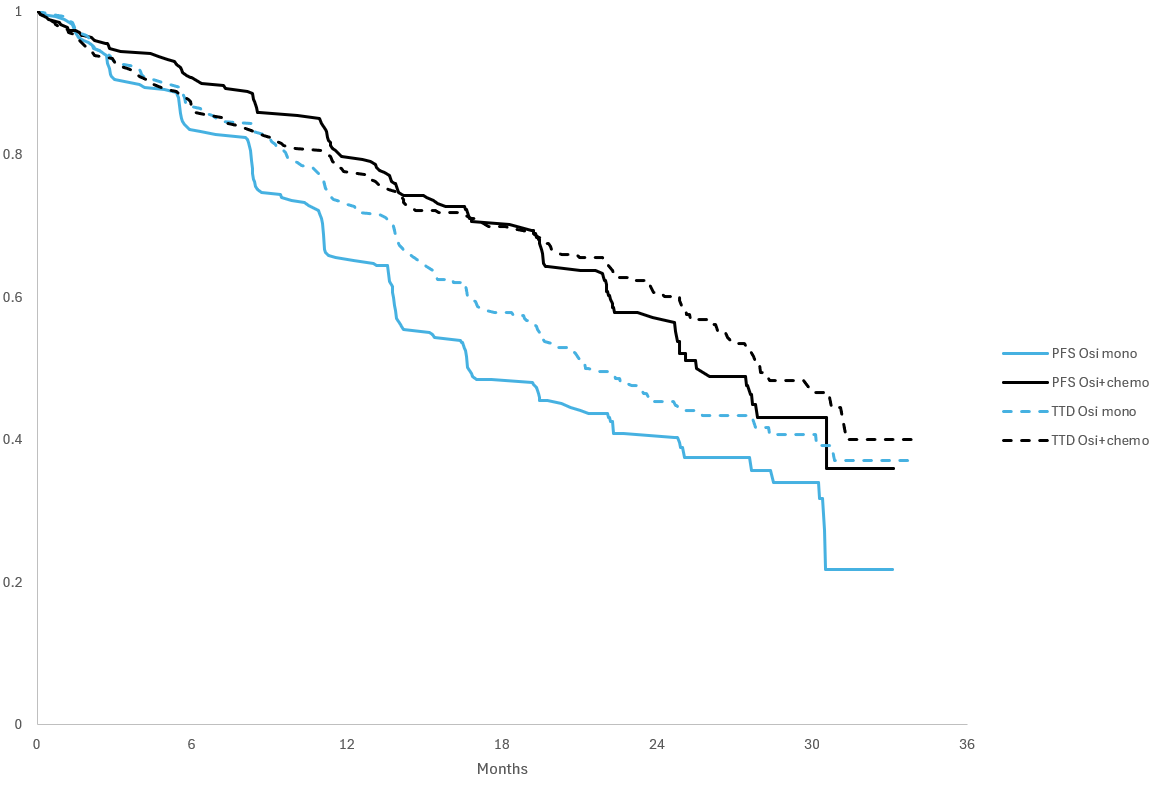 1
0.8
0.6
0.4
0.2
0
0 6 12 18 24 30 36
Months
PFS Osi mono
PFS Osi+chemo
TTD Osi mono
TTD Osi+chemo